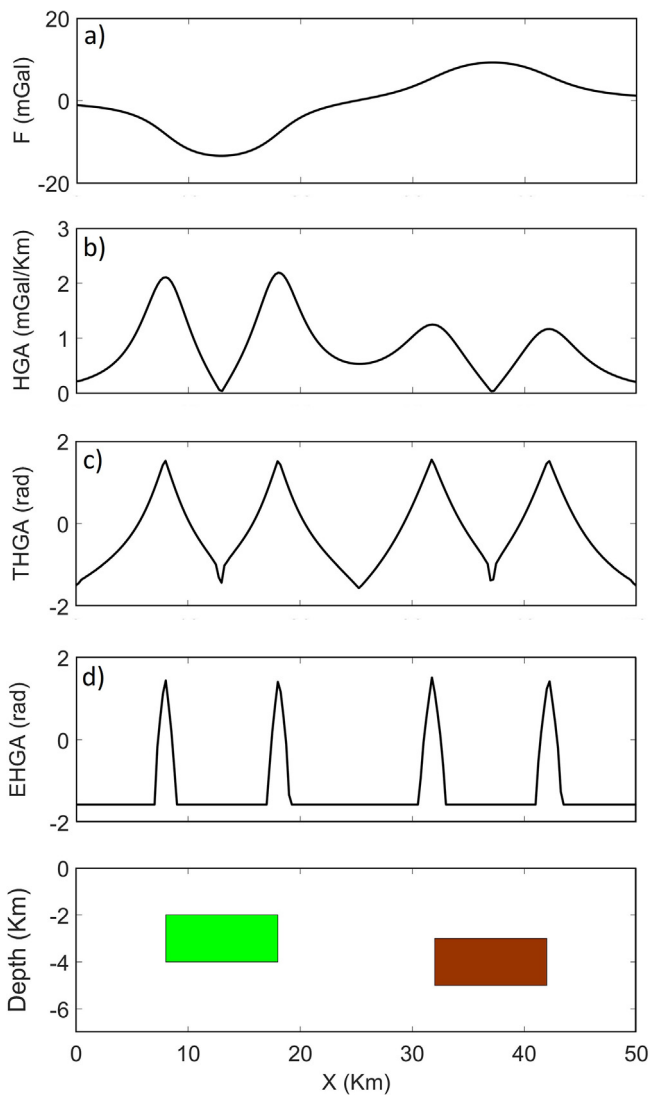 a)
20
0
-20
F (mGal)
b)
3
2
1
0
HGA (mGal/Km)
c)
2
0
-2
THGA (rad)
d)
2
0
-2
EHGA (rad)
0
-2
-4
-6
Depth (Km)
0 10 20 30 40 50
X (Km)